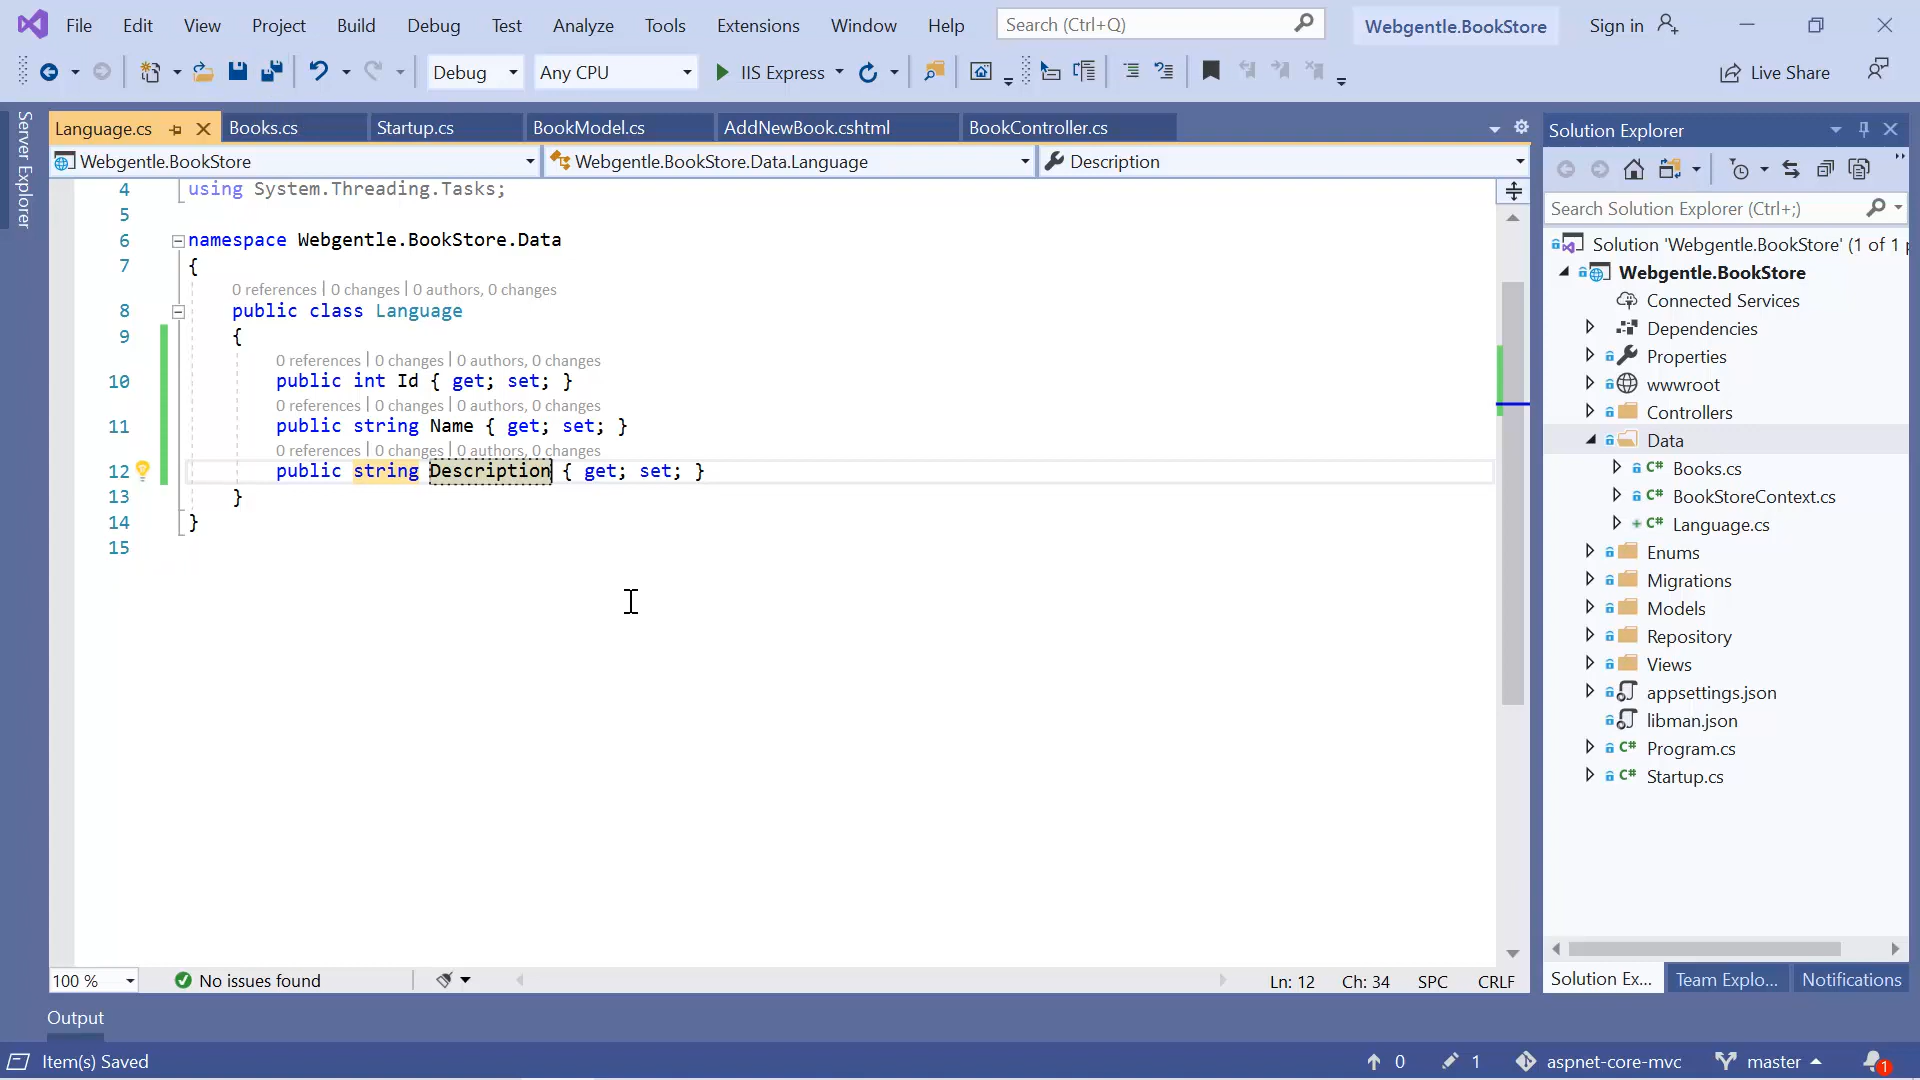 File Edit View Project Build Debug Test Analyze Tools Extensions Window Help Search (Ctrl+Q) Webgentle.BookStore Sign in
Debug Any CPU IIS Express Live Share
Server Explorer
Language.cs Books.cs Startup.cs BookModel.cs AddNewBook.cshtml BookController.cs
Webgentle.BookStore Webgentle.BookStore.Data.Language Description
4 using System.Threading.Tasks;
5
6 namespace Webgentle.BookStore.Data
7 {
0 references | 0 changes | 0 authors, 0 changes
8 public class Language
9 {
0 references | 0 changes | 0 authors, 0 changes
10 public int Id { get; set; }
0 references | 0 changes | 0 authors, 0 changes
11 public string Name { get; set; }
0 references | 0 changes | 0 authors, 0 changes
12 public string Description { get; set; }
13 }
14 }
15
100 % No issues found Ln: 12 Ch: 34 SPC CRLF
Solution Explorer
Search Solution Explorer (Ctrl+;)
Solution 'Webgentle.BookStore' (1 of 1 p
Webgentle.BookStore
Connected Services
Dependencies
Properties
wwwroot
Controllers
Data
C# Books.cs
C# BookStoreContext.cs
C# Language.cs
Enums
Migrations
Models
Repository
Views
appsettings.json
libman.json
C# Program.cs
C# Startup.cs
Solution Ex... Team Explo... Notifications
Output
Item(s) Saved 0 1 aspnet-core-mvc master 1